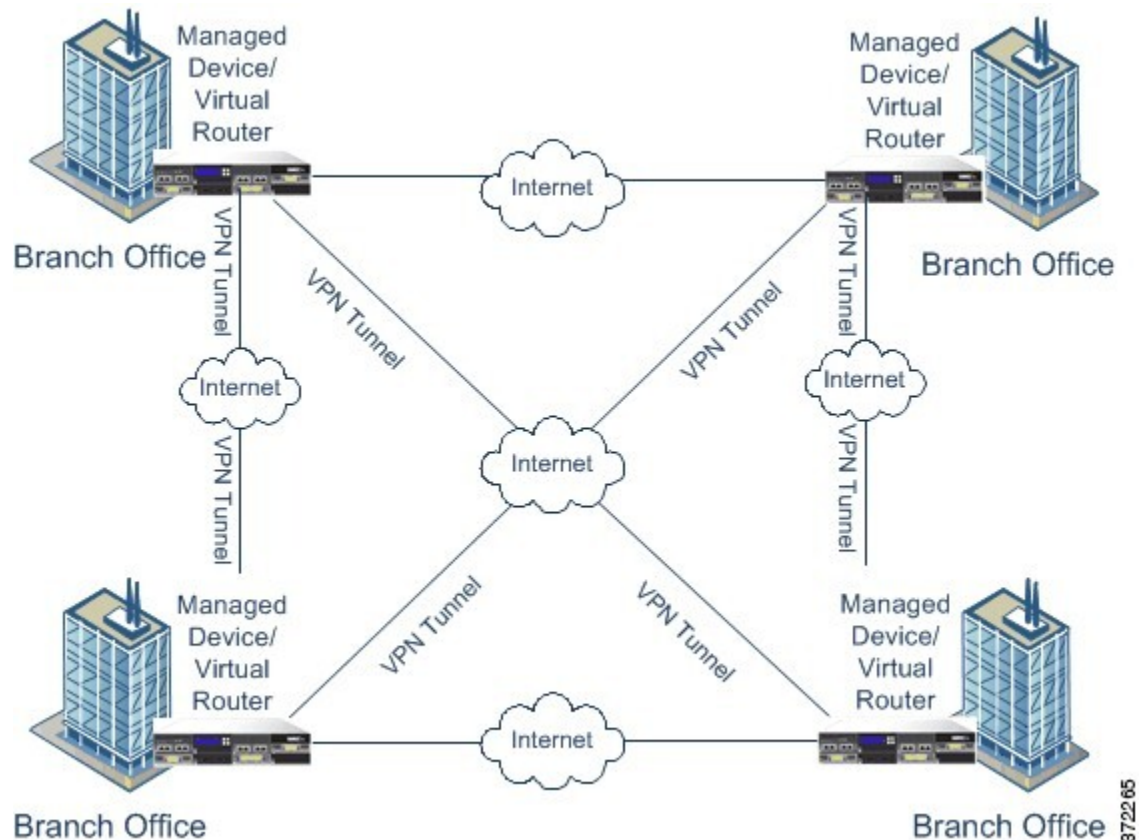 Managed
Device/
Virtual
Router
Managed
Device/
Virtual
Router
Internet
Branch Office
Branch Office
VPN Tunnel
VPN Tunnel
VPN Tunnel
VPN Tunnel
Internet
Internet
VPN Tunnel
VPN Tunnel
Internet
VPN Tunnel
VPN Tunnel
Managed
Device/
Virtual
Router
Managed
Device/
Virtual
Router
Internet
Branch Office
Branch Office
372265